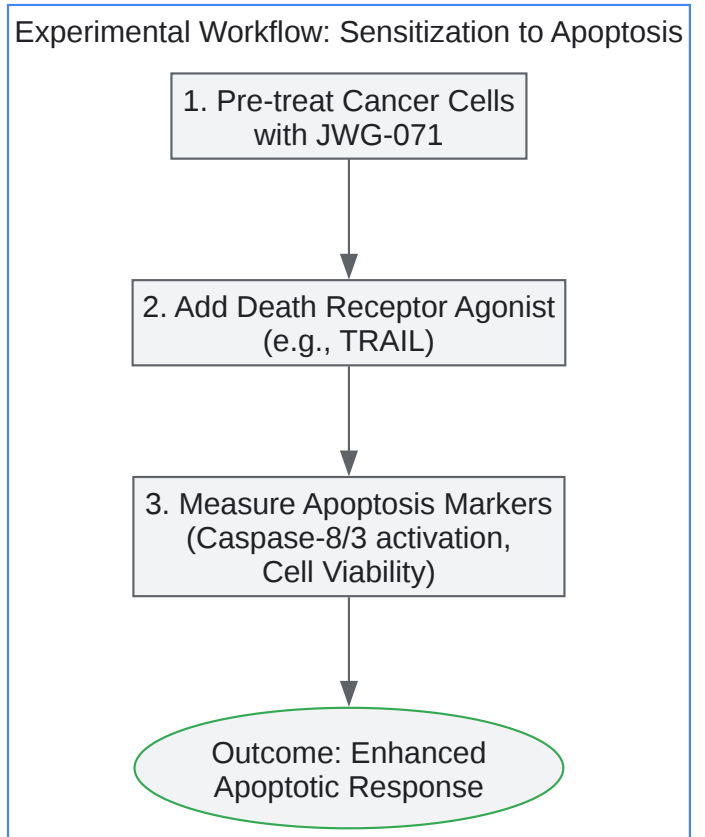 Experimental Workflow: Sensitization to Apoptosis
1. Pre-treat Cancer Cells
with JWG-071
2. Add Death Receptor Agonist
(e.g., TRAIL)
3. Measure Apoptosis Markers
(Caspase-8/3 activation,
Cell Viability)
Outcome: Enhanced
Apoptotic Response